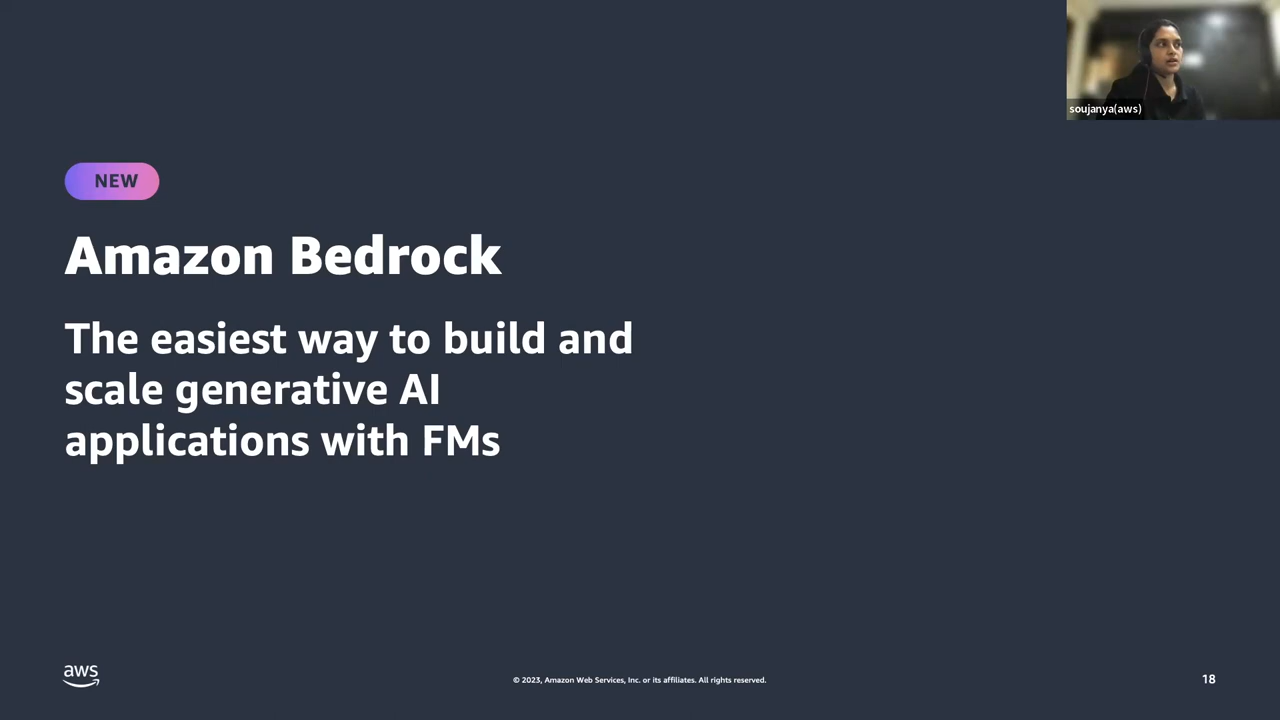 soujanya(aws)
NEW
Amazon Bedrock
The easiest way to build and
scale generative AI
applications with FMs
aws
© 2023, Amazon Web Services, Inc. or its affiliates. All rights reserved.
18